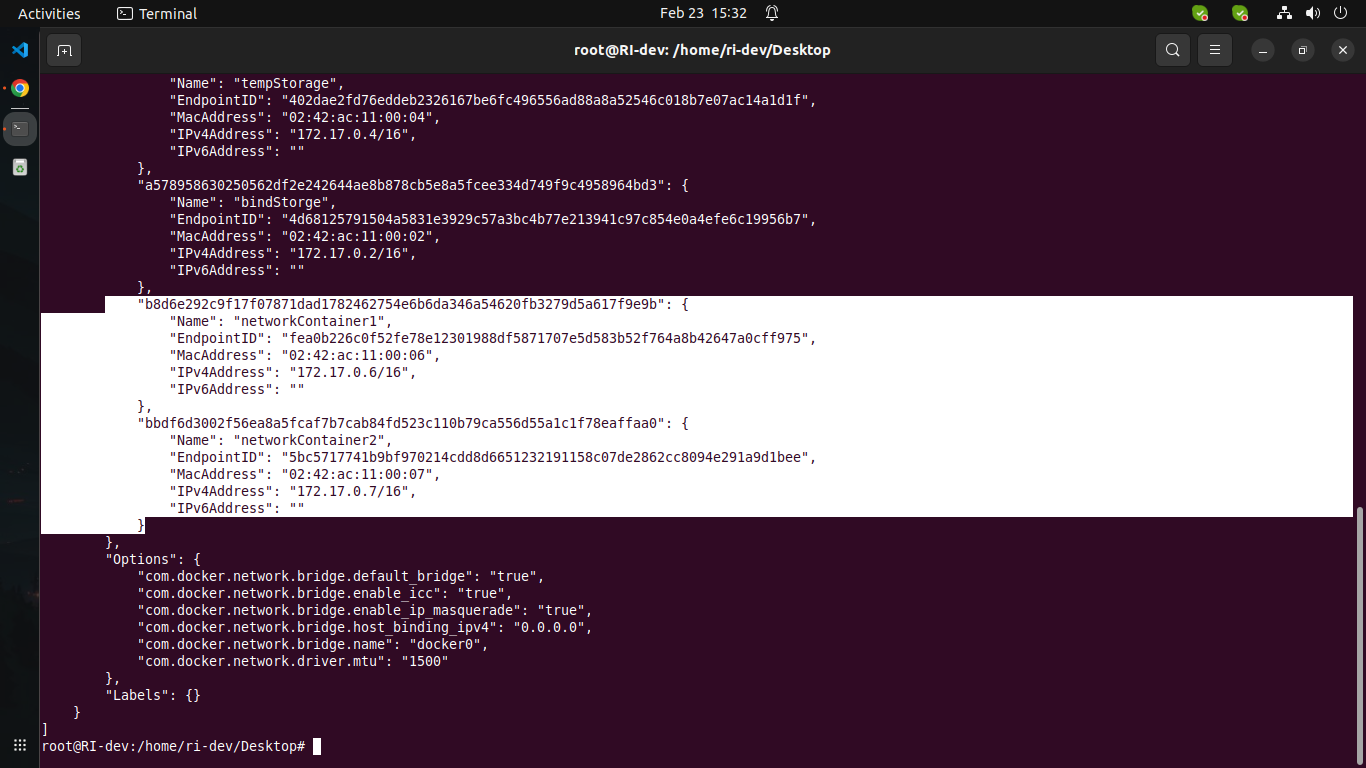 Activities
Terminal
Feb 23 15:32
root@RI-dev: /home/ri-dev/Desktop
"Name": "tempStorage",
"EndpointID": "402dae2fd76eddeb2326167be6fc496556ad88a8a52546c018b7e07ac14a1d1f",
"MacAddress": "02:42:ac:11:00:04",
"IPv4Address": "172.17.0.4/16",
"IPv6Address": ""
},
"a578958630250562df2e242644ae8b878cb5e8a5fcee334d749f9c4958964bd3": {
"Name": "bindStorge",
"EndpointID": "4d68125791504a5831e3929c57a3bc4b77e213941c97c854e0a4efe6c19956b7",
"MacAddress": "02:42:ac:11:00:02",
"IPv4Address": "172.17.0.2/16",
"IPv6Address": ""
},
"b8d6e292c9f17f07871dad1782462754e6b6da346a54620fb3279d5a617f9e9b": {
"Name": "networkContainer1",
"EndpointID": "fea0b226c0f52fe78e12301988df5871707e5d583b52f764a8b42647a0cff975",
"MacAddress": "02:42:ac:11:00:06",
"IPv4Address": "172.17.0.6/16",
"IPv6Address": ""
},
"bbdf6d3002f56ea8a5fcaf7b7cab84fd523c110b79ca556d55a1c1f78eaffaa0": {
"Name": "networkContainer2",
"EndpointID": "5bc5717741b9bf970214cdd8d6651232191158c07de2862cc8094e291a9d1bee",
"MacAddress": "02:42:ac:11:00:07",
"IPv4Address": "172.17.0.7/16",
"IPv6Address": ""
}
},
"Options": {
"com.docker.network.bridge.default_bridge": "true",
"com.docker.network.bridge.enable_icc": "true",
"com.docker.network.bridge.enable_ip_masquerade": "true",
"com.docker.network.bridge.host_binding_ipv4": "0.0.0.0",
"com.docker.network.bridge.name": "docker0",
"com.docker.network.driver.mtu": "1500"
},
"Labels": {}
}
]
root@RI-dev:/home/ri-dev/Desktop#